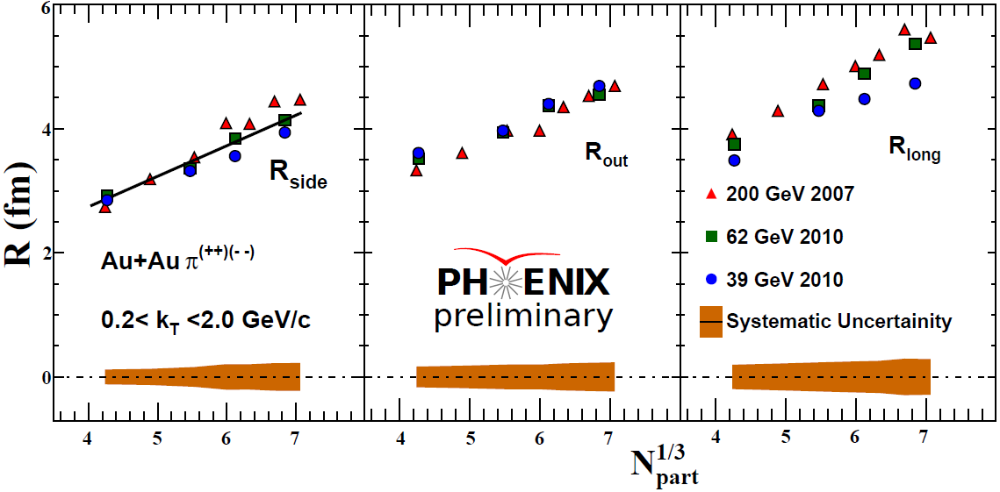 6
4
2
0
R (fm)
R_side
R_out
R_long
200 GeV 2007
62 GeV 2010
39 GeV 2010
Systematic Uncertainity
Au+Au π^(++)(- -)
0.2< k_T <2.0 GeV/c
PHENIX
preliminary
4 5 6 7
4 5 6 7
4 5 6 7
N_part^1/3